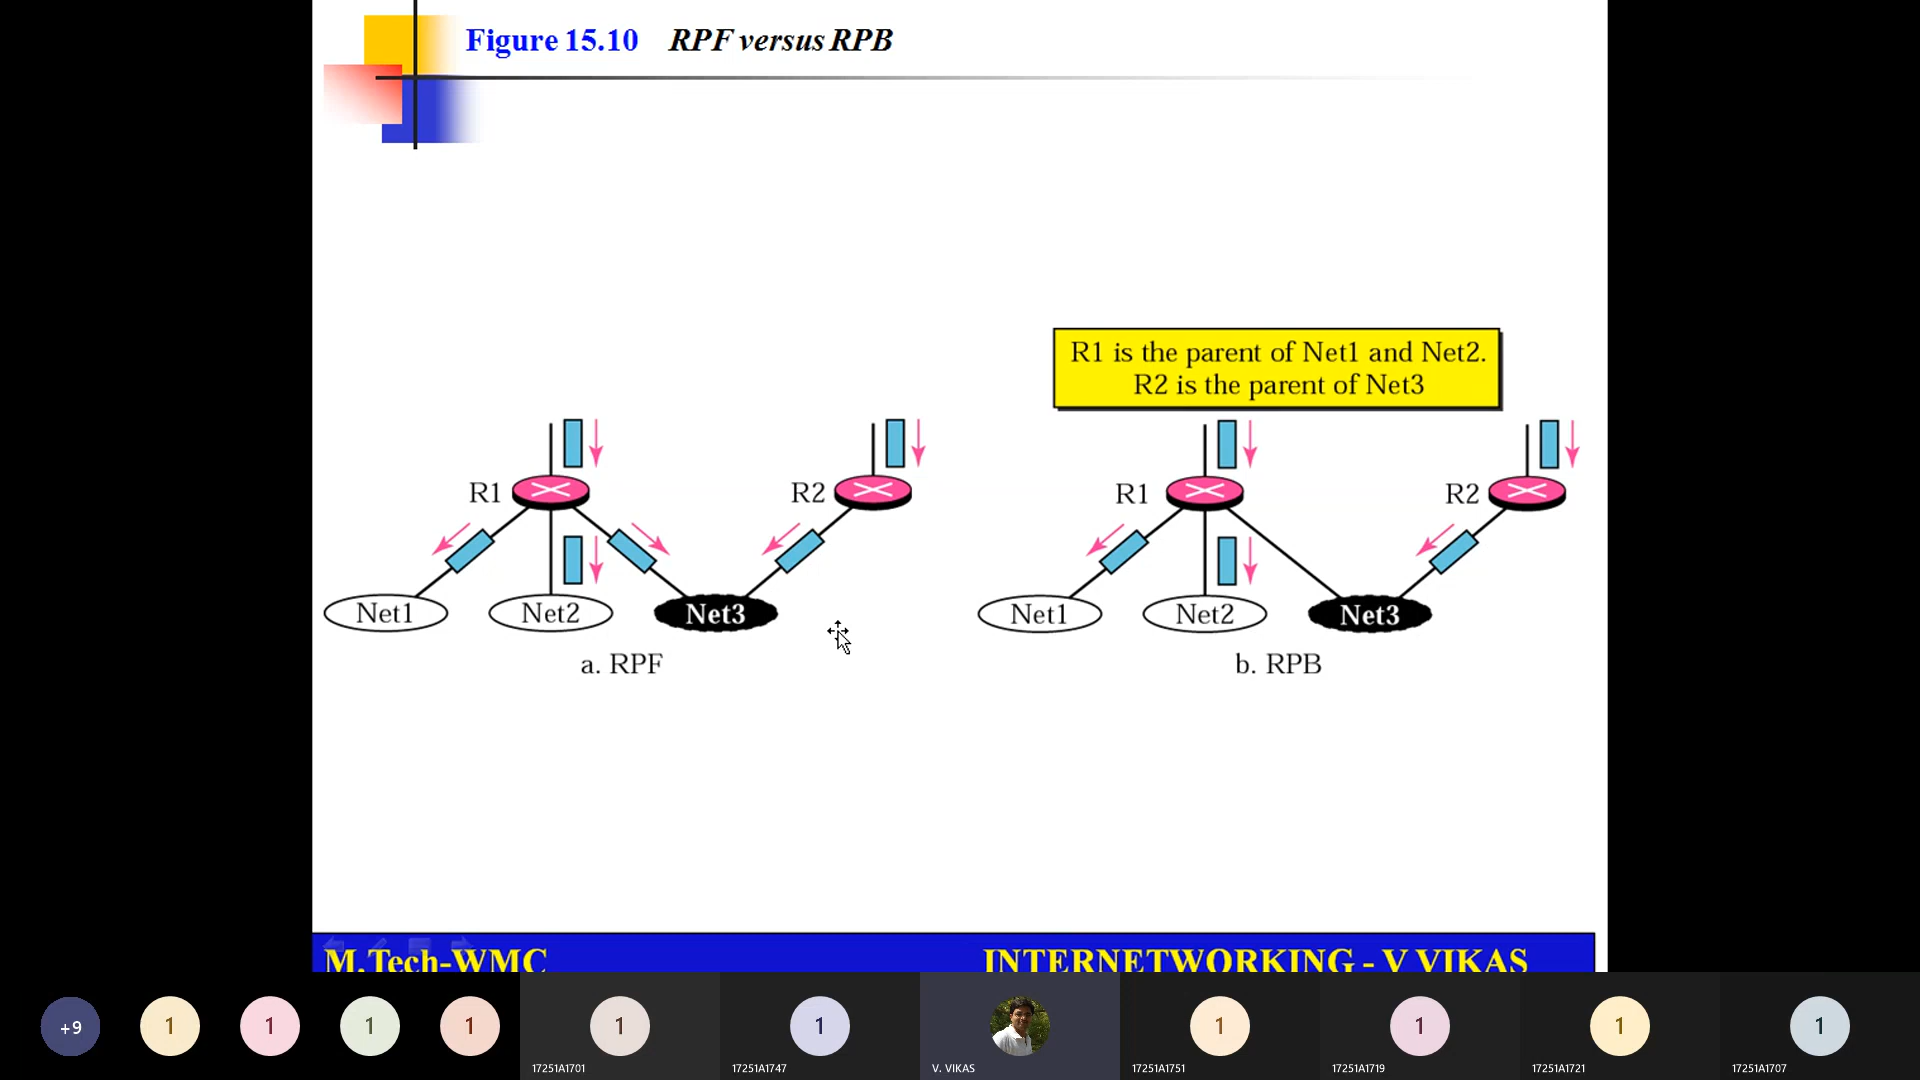 Figure 15.10 RPF versus RPB
R1 is the parent of Net1 and Net2.
R2 is the parent of Net3
R1
R2
R1
R2
Net1
Net2
Net3
Net1
Net2
Net3
a. RPF
b. RPB
M.Tech-WMC
INTERNETWORKING - V VIKAS
+9
1
1
1
1
1
1
1
1
1
1
17251A1701
17251A1747
V. VIKAS
17251A1751
17251A1719
17251A1721
17251A1707